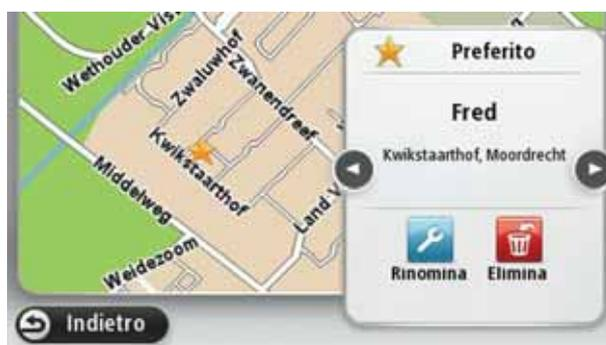 Wethouder Vis
Zwaluwhof
Zwanendreef
Kwikstaarthof
Middelweg
Land V
Weidezoom
Preferito
Fred
Kwikstaarthof, Moordrecht
Rinomina
Elimina
Indietro